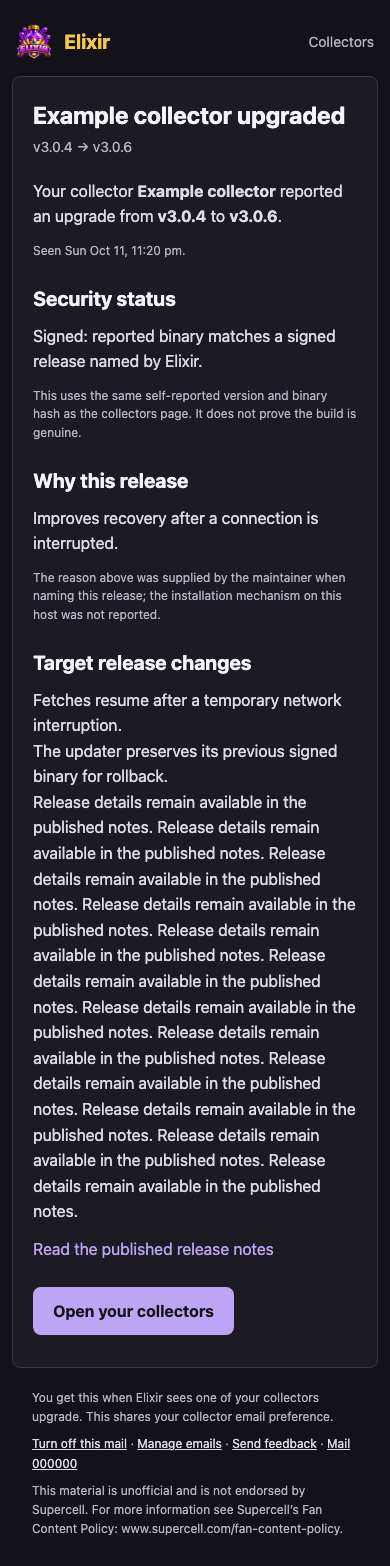 ELIXIR
Elixir
Collectors
Example collector upgraded
v3.0.4 → v3.0.6
Your collector Example collector reported
an upgrade from v3.0.4 to v3.0.6.
Seen Sun Oct 11, 11:20 pm.
Security status
Signed: reported binary matches a signed
release named by Elixir.
This uses the same self-reported version and binary
hash as the collectors page. It does not prove the build is
genuine.
Why this release
Improves recovery after a connection is
interrupted.
The reason above was supplied by the maintainer when
naming this release; the installation mechanism on this
host was not reported.
Target release changes
Fetches resume after a temporary network
interruption.
The updater preserves its previous signed
binary for rollback.
Release details remain available in the
published notes. Release details remain
available in the published notes. Release
details remain available in the published
notes. Release details remain available in the
published notes. Release details remain
available in the published notes. Release
details remain available in the published
notes. Release details remain available in the
published notes. Release details remain
available in the published notes. Release
details remain available in the published
notes. Release details remain available in the
published notes. Release details remain
available in the published notes. Release
details remain available in the published
notes.
Read the published release notes
Open your collectors
You get this when Elixir sees one of your collectors
upgrade. This shares your collector email preference.
Turn off this mail · Manage emails · Send feedback · Mail
000000
This material is unofficial and is not endorsed by
Supercell. For more information see Supercell's Fan
Content Policy: www.supercell.com/fan-content-policy.